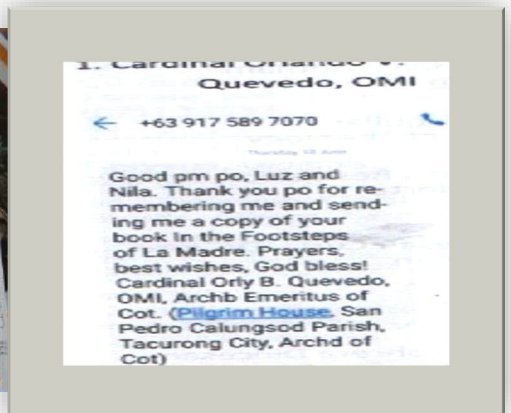 1. Cardinal Orlando
Quevedo, OMI
← +63 917 589 7070
Good pm po, Luz and
Nila. Thank you po for re-
membering me and send-
ing me a copy of your
book in the Footsteps
of La Madre. Prayers,
best wishes, God bless!
Cardinal Orly B. Quevedo,
OMI, Archb Emeritus of
Cot. (Pilgrim House, San
Pedro Calungsod Parish,
Tacurong City, Archd of
Cot)